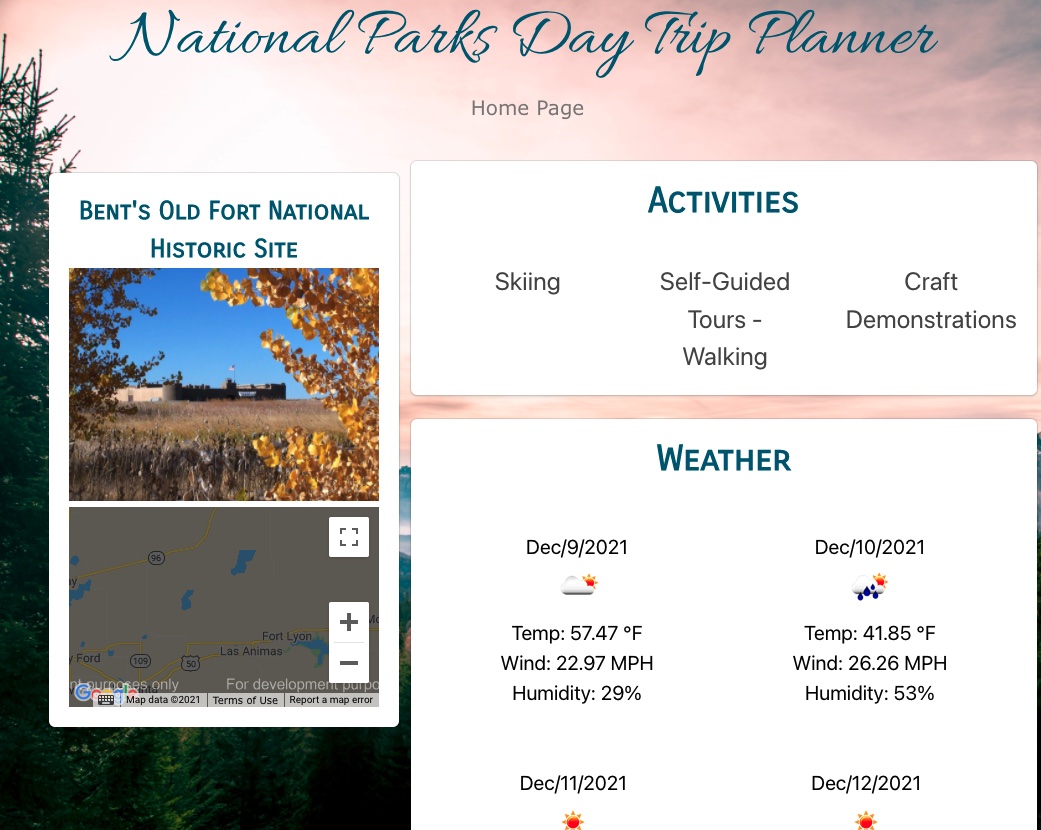 National Parks Day Trip Planner
Home Page
Bent's Old Fort National
Historic Site
96
Fort Lyon
Las Animas
Ford
109
50
purposes only
For development
Map data ©2021
Terms of Use
Report a map error
Activities
Skiing
Self-Guided
Tours -
Walking
Craft
Demonstrations
Weather
Dec/9/2021
Temp: 57.47 °F
Wind: 22.97 MPH
Humidity: 29%
Dec/10/2021
Temp: 41.85 °F
Wind: 26.26 MPH
Humidity: 53%
Dec/11/2021
Dec/12/2021